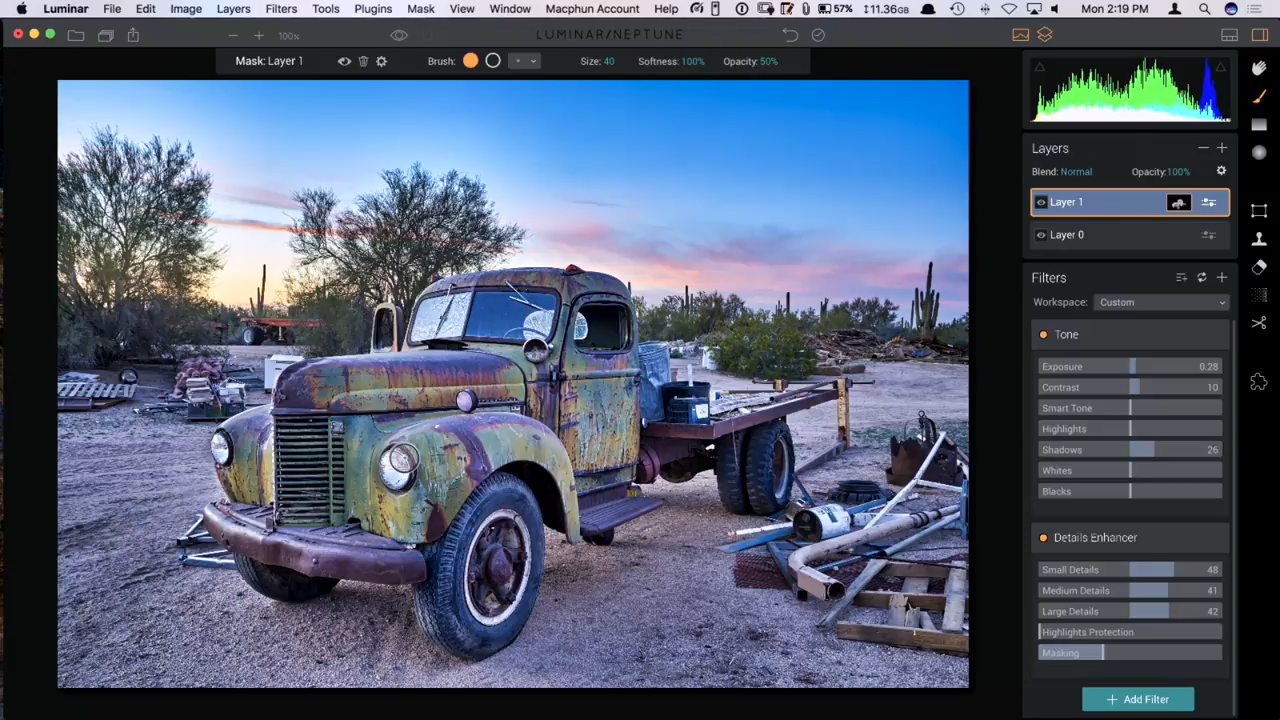 Luminar File Edit Image Layers Filters Tools Plugins Mask View Window Macphun Account Help 57% 11.36GB Mon 2:19 PM
100% LUMINAR/NEPTUNE
Mask: Layer 1 Brush: Size: 40 Softness: 100% Opacity: 50%
Layers
Blend: Normal Opacity: 100%
Layer 1
Layer 0
Filters
Workspace: Custom
Tone
Exposure 0.28
Contrast 10
Smart Tone
Highlights
Shadows 26
Whites
Blacks
Details Enhancer
Small Details 48
Medium Details 41
Large Details 42
Highlights Protection
Masking
+ Add Filter